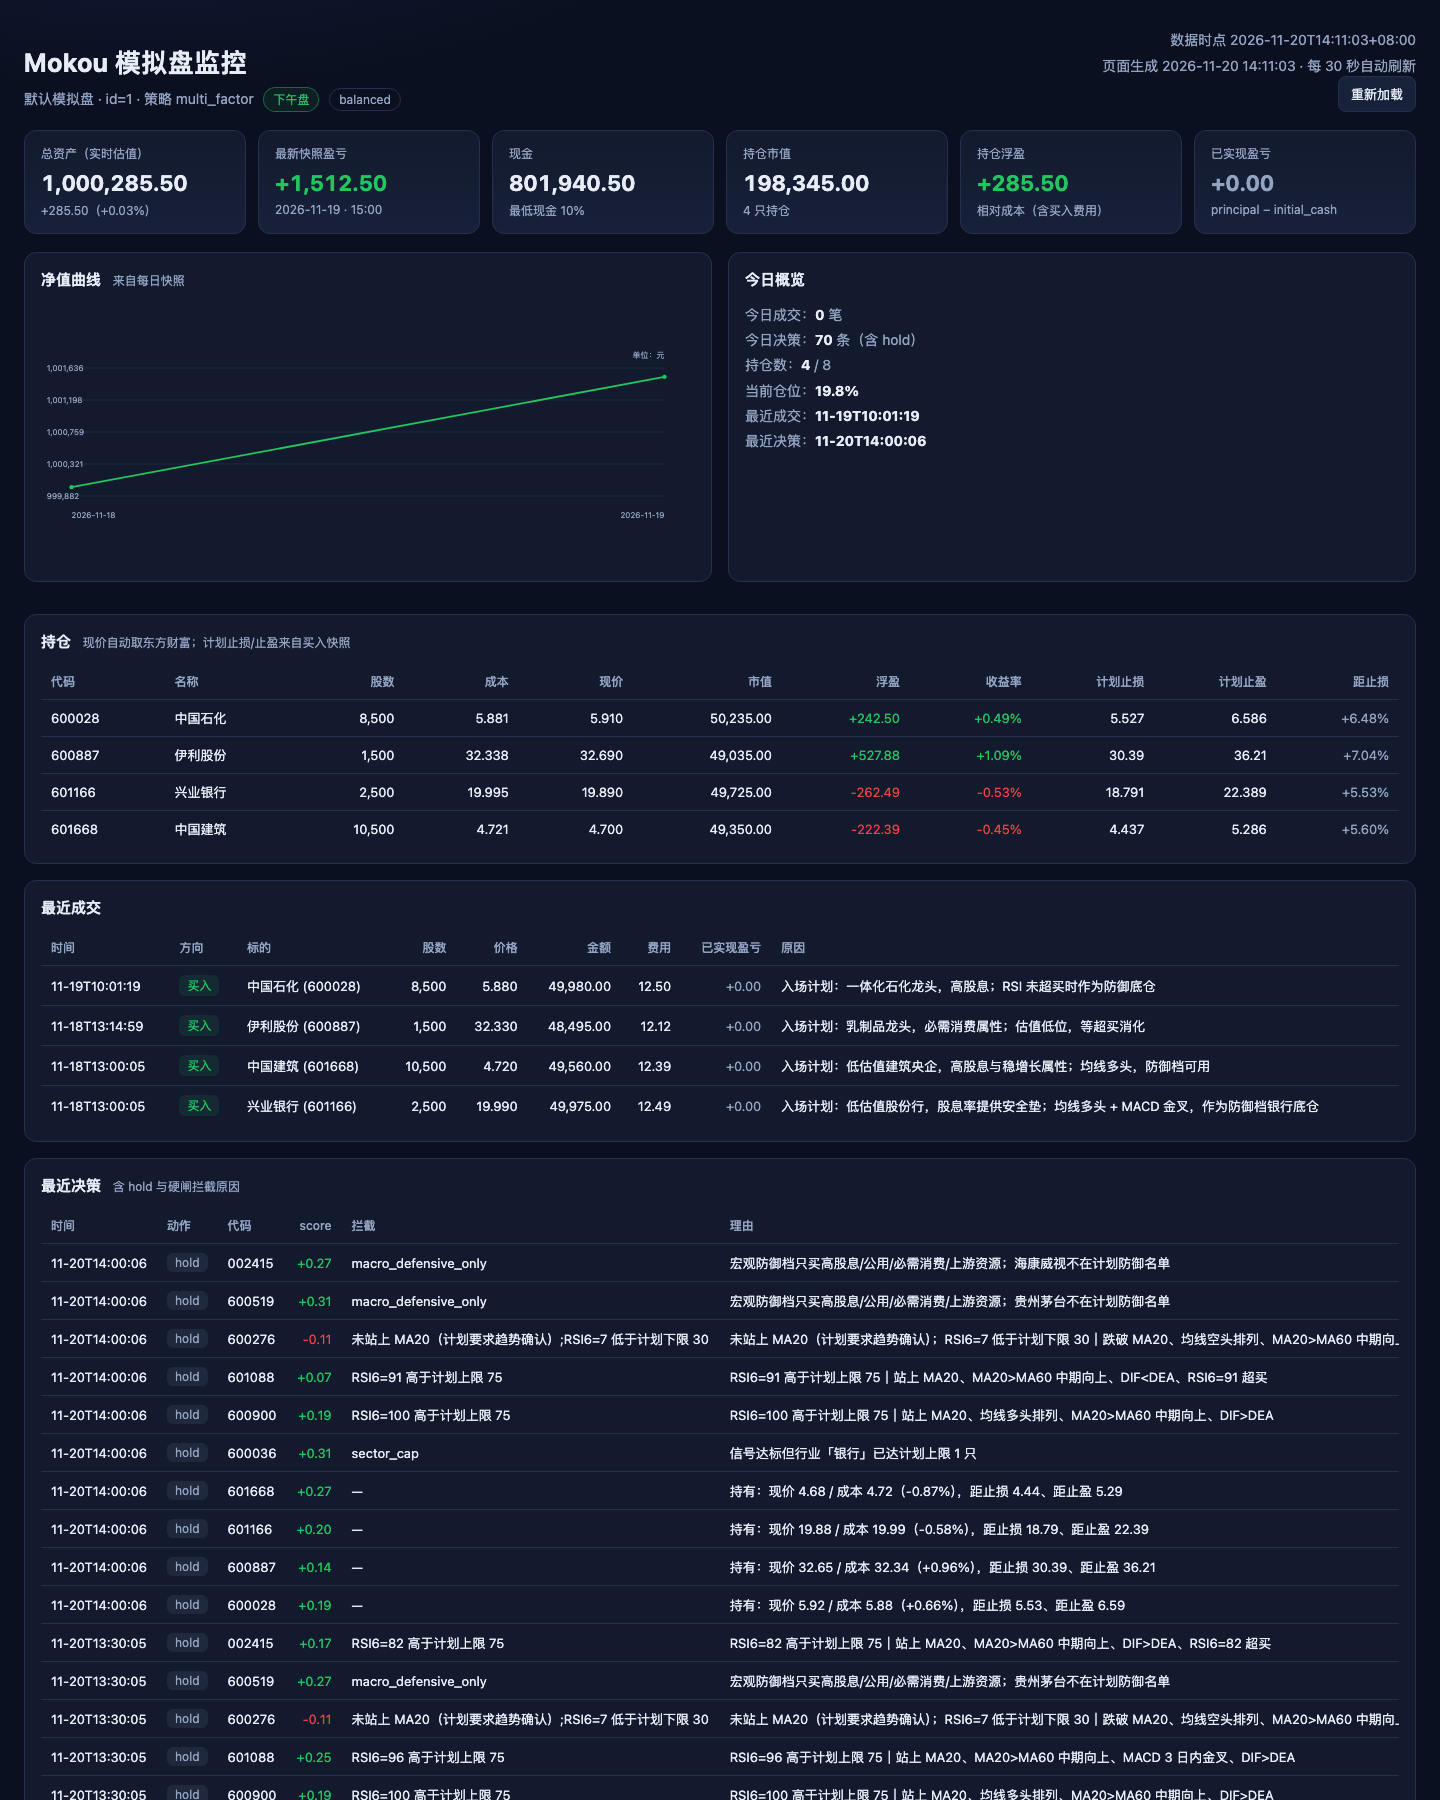 Mokou 模拟盘监控
默认模拟盘 · id=1 · 策略 multi_factor 下午盘 balanced
数据时点 2026-11-20T14:11:03+08:00
页面生成 2026-11-20 14:11:03 · 每 30 秒自动刷新
重新加载
总资产（实时估值）
1,000,285.50
+285.50（+0.03%）
最新快照盈亏
+1,512.50
2026-11-19 · 15:00
现金
801,940.50
最低现金 10%
持仓市值
198,345.00
4 只持仓
持仓浮盈
+285.50
相对成本（含买入费用）
已实现盈亏
+0.00
principal − initial_cash
净值曲线 来自每日快照
单位：元
1,001,636
1,001,198
1,000,759
1,000,321
999,882
2026-11-18 2026-11-19
今日概览
今日成交：0 笔
今日决策：70 条（含 hold）
持仓数：4 / 8
当前仓位：19.8%
最近成交：11-19T10:01:19
最近决策：11-20T14:00:06
持仓 现价自动取东方财富；计划止损/止盈来自买入快照
代码 名称 股数 成本 现价 市值 浮盈 收益率 计划止损 计划止盈 距止损
600028 中国石化 8,500 5.881 5.910 50,235.00 +242.50 +0.49% 5.527 6.586 +6.48%
600887 伊利股份 1,500 32.338 32.690 49,035.00 +527.88 +1.09% 30.39 36.21 +7.04%
601166 兴业银行 2,500 19.995 19.890 49,725.00 -262.49 -0.53% 18.791 22.389 +5.53%
601668 中国建筑 10,500 4.721 4.700 49,350.00 -222.39 -0.45% 4.437 5.286 +5.60%
最近成交
时间 方向 标的 股数 价格 金额 费用 已实现盈亏 原因
11-19T10:01:19 买入 中国石化 (600028) 8,500 5.880 49,980.00 12.50 +0.00 入场计划：一体化石化龙头，高股息；RSI 未超买时作为防御底仓
11-18T13:14:59 买入 伊利股份 (600887) 1,500 32.330 48,495.00 12.12 +0.00 入场计划：乳制品龙头，必需消费属性；估值低位，等超买消化
11-18T13:00:05 买入 中国建筑 (601668) 10,500 4.720 49,560.00 12.39 +0.00 入场计划：低估值建筑央企，高股息与稳增长属性；均线多头，防御档可用
11-18T13:00:05 买入 兴业银行 (601166) 2,500 19.990 49,975.00 12.49 +0.00 入场计划：低估值股份行，股息率提供安全垫；均线多头 + MACD 金叉，作为防御档银行底仓
最近决策 含 hold 与硬闸拦截原因
时间 动作 代码 score 拦截 理由
11-20T14:00:06 hold 002415 +0.27 macro_defensive_only 宏观防御档只买高股息/公用/必需消费/上游资源；海康威视不在计划防御名单
11-20T14:00:06 hold 600519 +0.31 macro_defensive_only 宏观防御档只买高股息/公用/必需消费/上游资源；贵州茅台不在计划防御名单
11-20T14:00:06 hold 600276 -0.11 未站上 MA20（计划要求趋势确认）;RSI6=7 低于计划下限 30 未站上 MA20（计划要求趋势确认）；RSI6=7 低于计划下限 30 | 跌破 MA20、均线空头排列、MA20>MA60 中期向…
11-20T14:00:06 hold 601088 +0.07 RSI6=91 高于计划上限 75 RSI6=91 高于计划上限 75 | 站上 MA20、MA20>MA60 中期向上、DIF<DEA、RSI6=91 超买
11-20T14:00:06 hold 600900 +0.19 RSI6=100 高于计划上限 75 RSI6=100 高于计划上限 75 | 站上 MA20、均线多头排列、MA20>MA60 中期向上、DIF>DEA
11-20T14:00:06 hold 600036 +0.31 sector_cap 信号达标但行业「银行」已达计划上限 1 只
11-20T14:00:06 hold 601668 +0.27 — 持有：现价 4.68 / 成本 4.72（-0.87%），距止损 4.44、距止盈 5.29
11-20T14:00:06 hold 601166 +0.20 — 持有：现价 19.88 / 成本 19.99（-0.58%），距止损 18.79、距止盈 22.39
11-20T14:00:06 hold 600887 +0.14 — 持有：现价 32.65 / 成本 32.34（+0.96%），距止损 30.39、距止盈 36.21
11-20T14:00:06 hold 600028 +0.19 — 持有：现价 5.92 / 成本 5.88（+0.66%），距止损 5.53、距止盈 6.59
11-20T13:30:05 hold 002415 +0.17 RSI6=82 高于计划上限 75 RSI6=82 高于计划上限 75 | 站上 MA20、MA20>MA60 中期向上、DIF>DEA、RSI6=82 超买
11-20T13:30:05 hold 600519 +0.27 macro_defensive_only 宏观防御档只买高股息/公用/必需消费/上游资源；贵州茅台不在计划防御名单
11-20T13:30:05 hold 600276 -0.11 未站上 MA20（计划要求趋势确认）;RSI6=7 低于计划下限 30 未站上 MA20（计划要求趋势确认）；RSI6=7 低于计划下限 30 | 跌破 MA20、均线空头排列、MA20>MA60 中期向…
11-20T13:30:05 hold 601088 +0.25 RSI6=96 高于计划上限 75 RSI6=96 高于计划上限 75 | 站上 MA20、MA20>MA60 中期向上、MACD 3 日内金叉、DIF>DEA
11-20T13:30:05 hold 600900 +0.19 RSI6=100 高于计划上限 75 RSI6=100 高于计划上限 75 | 站上 MA20、均线多头排列、MA20>MA60 中期向上、DIF>DEA